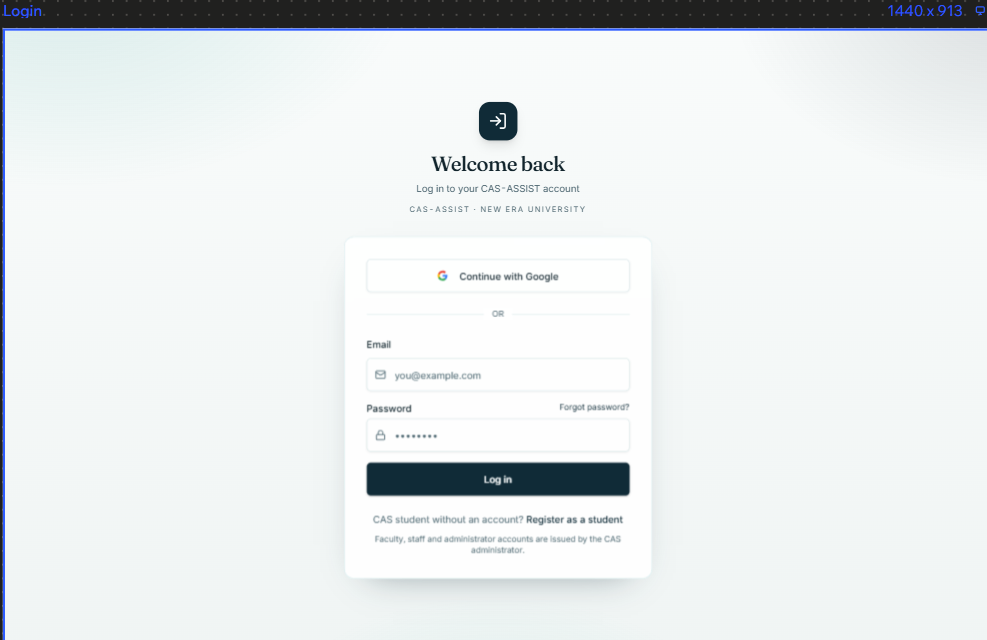 Login
1440 x 913
Welcome back
Log in to your CAS-ASSIST account
CAS-ASSIST · NEW ERA UNIVERSITY
Continue with Google
OR
Email
you@example.com
Password
Forgot password?
••••••••
Log in
CAS student without an account? Register as a student
Faculty, staff and administrator accounts are issued by the CAS
administrator.